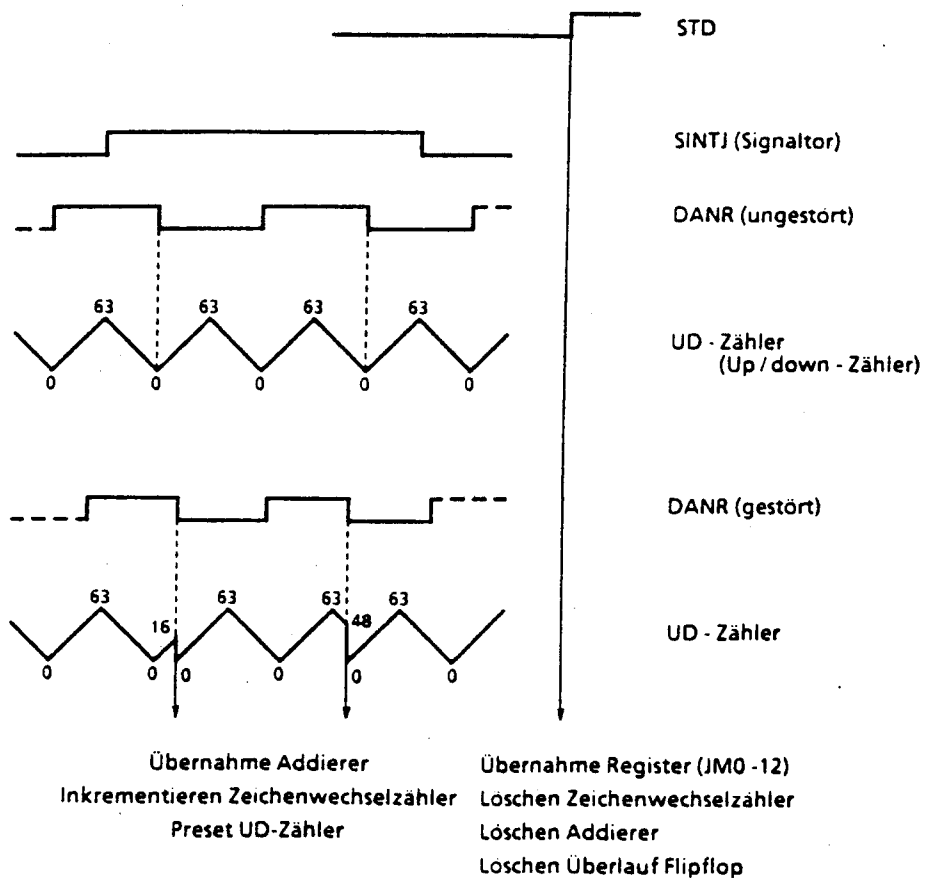 STD
SINTJ (Signaltor)
DANR (ungestört)
63 63 63 63
UD - Zähler
(Up / down - Zähler)
0 0 0 0 0
DANR (gestört)
63 16 63 63 48 63
UD - Zähler
0 0 0 0 0 0
Übernahme Addierer
Inkrementieren Zeichenwechselzähler
Preset UD-Zähler
Übernahme Register (JM0 -12)
Löschen Zeichenwechselzähler
Löschen Addierer
Löschen Überlauf Flipflop